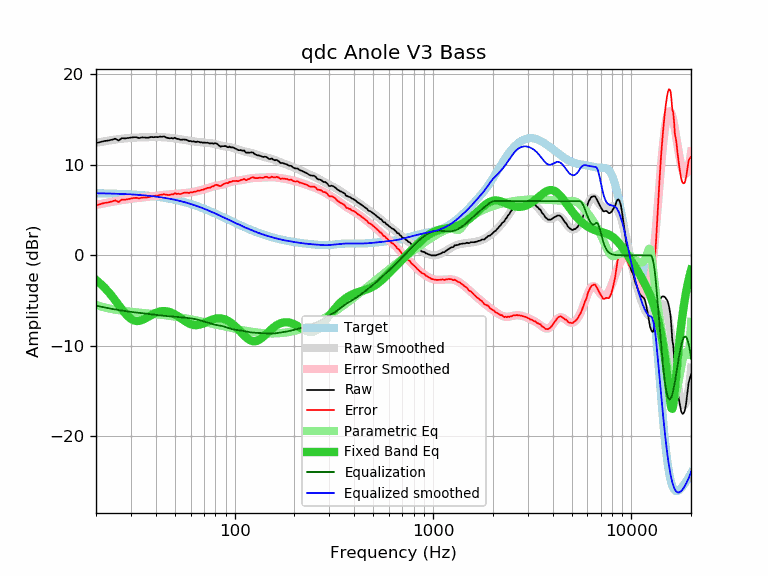 qdc Anole V3 Bass
20
10
0
−10
−20
Amplitude (dBr)
Target
Raw Smoothed
Error Smoothed
Raw
Error
Parametric Eq
Fixed Band Eq
Equalization
Equalized smoothed
100
1000
10000
Frequency (Hz)